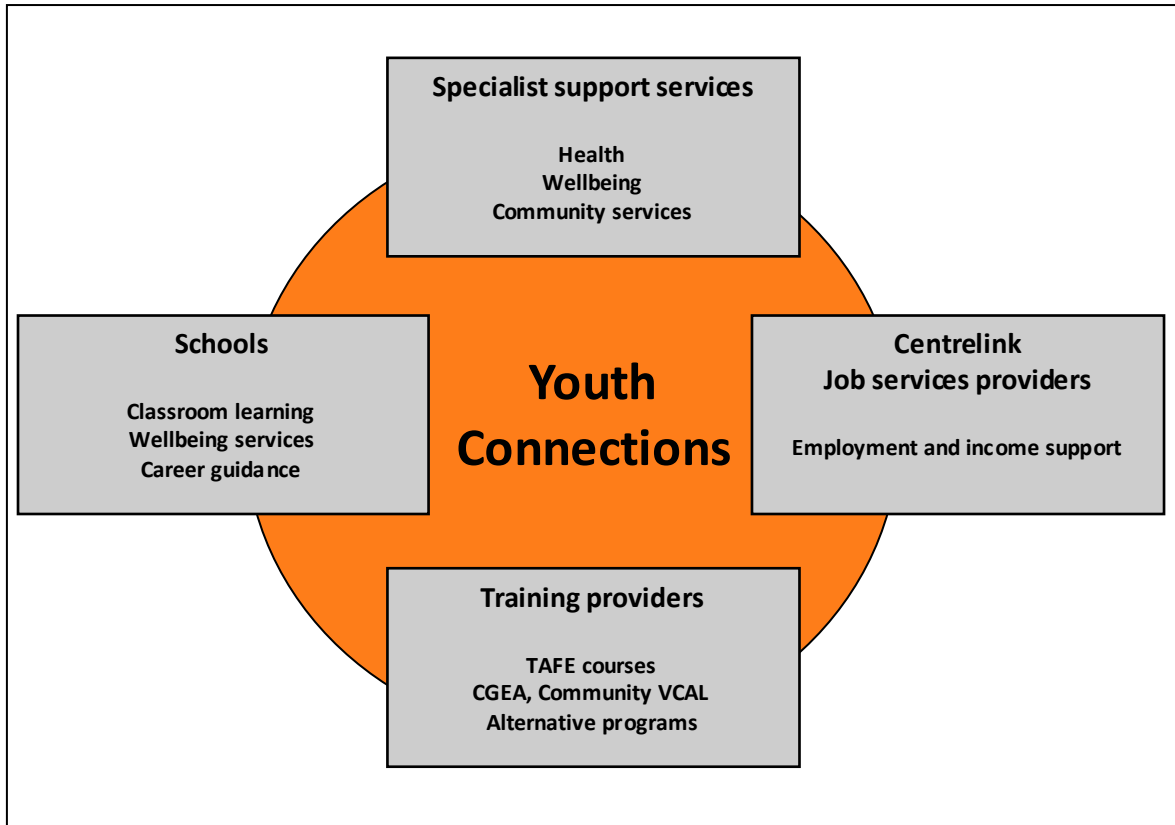 Specialist support services
Health
Wellbeing
Community services
Schools
Classroom learning
Wellbeing services
Career guidance
Youth
Connections
Centrelink
Job services providers
Employment and income support
Training providers
TAFE courses
CGEA, Community VCAL
Alternative programs